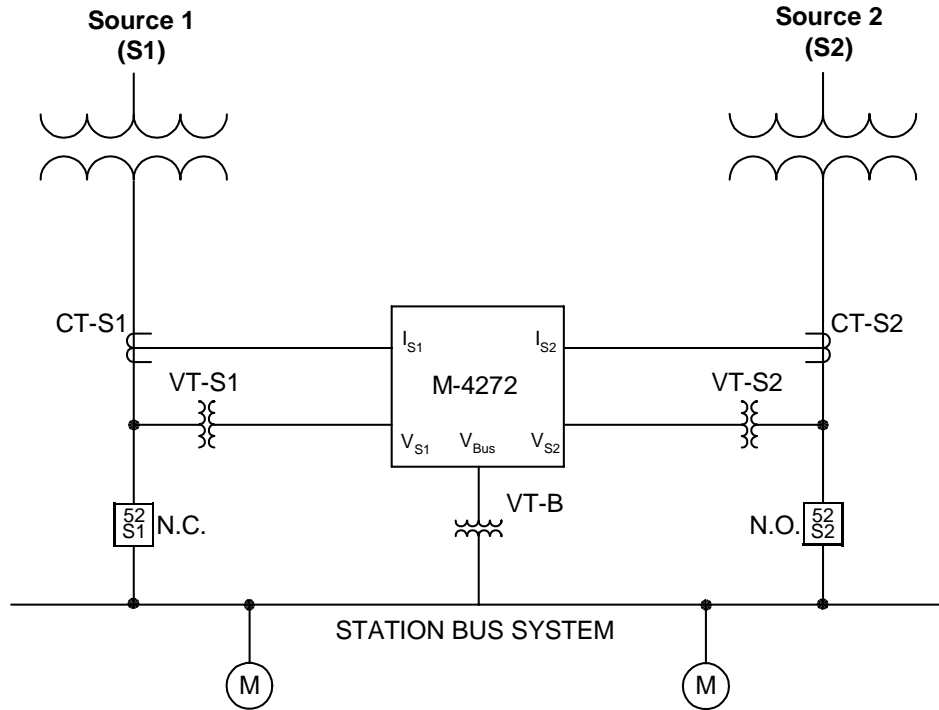 Source 1
(S1)
Source 2
(S2)
CT-S1
CT-S2
I_S1
I_S2
VT-S1
M-4272
VT-S2
V_S1
V_Bus
V_S2
VT-B
52
S1
N.C.
N.O.
52
S2
STATION BUS SYSTEM
M
M